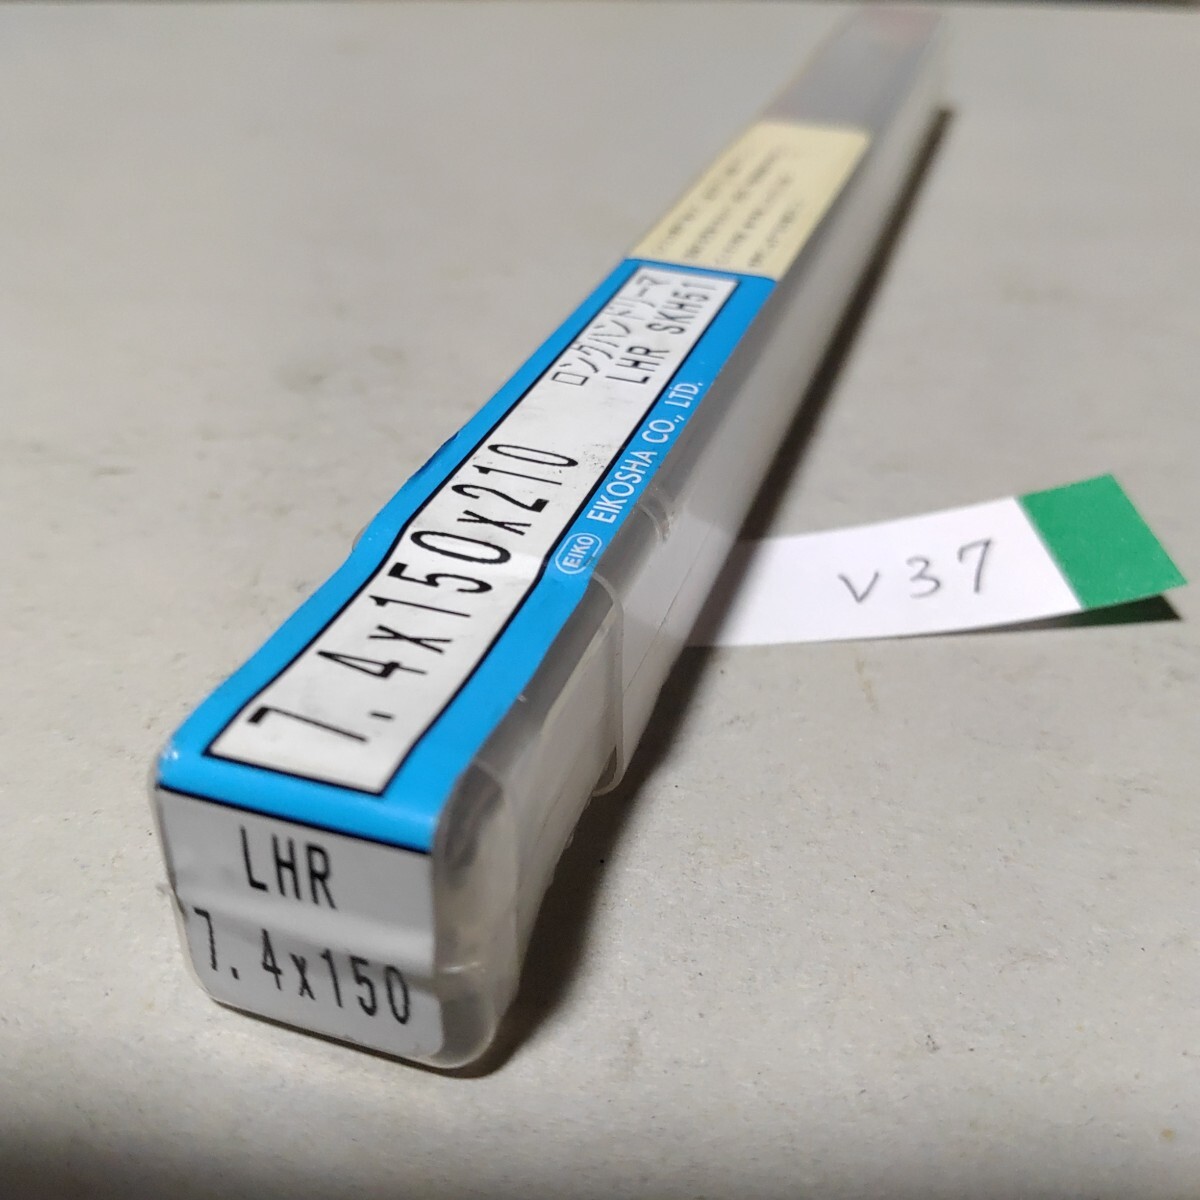 7.4x150x210
ロングハンドリーマ
LHR SKH51
EIKO EIKOSHA CO., LTD.
LHR
7.4x150
V37